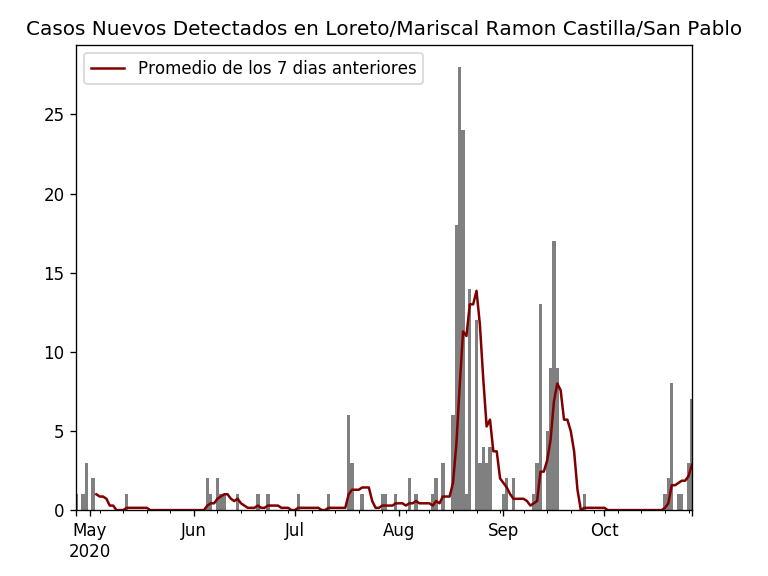 Casos Nuevos Detectados en Loreto/Mariscal Ramon Castilla/San Pablo
Promedio de los 7 dias anteriores
25
20
15
10
5
0
May Jun Jul Aug Sep Oct
2020